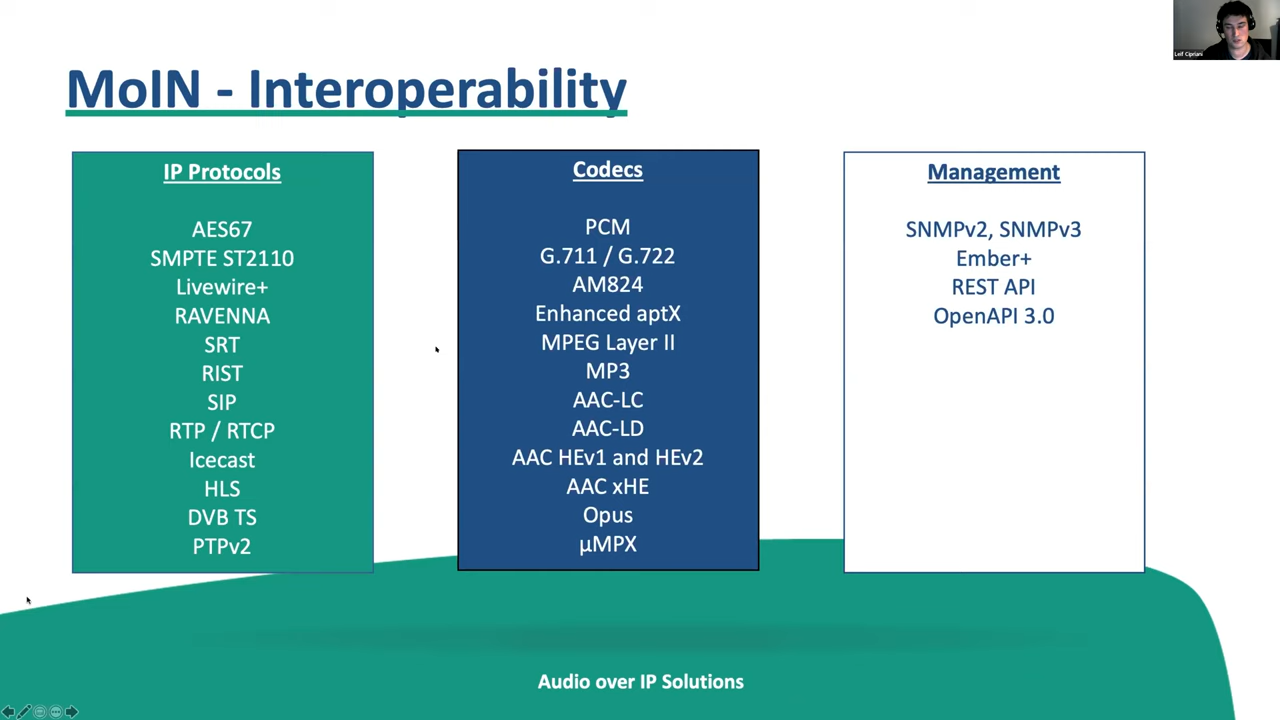 MoIN - Interoperability
Leif Cipriani
IP Protocols
AES67
SMPTE ST2110
Livewire+
RAVENNA
SRT
RIST
SIP
RTP / RTCP
Icecast
HLS
DVB TS
PTPv2
Codecs
PCM
G.711 / G.722
AM824
Enhanced aptX
MPEG Layer II
MP3
AAC-LC
AAC-LD
AAC HEv1 and HEv2
AAC xHE
Opus
µMPX
Management
SNMPv2, SNMPv3
Ember+
REST API
OpenAPI 3.0
Audio over IP Solutions